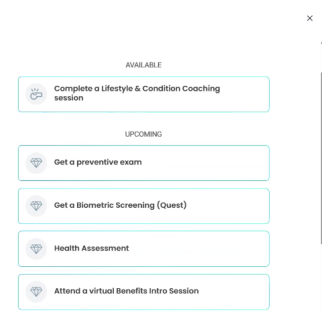 AVAILABLE
Complete a Lifestyle & Condition Coaching
session
UPCOMING
Get a preventive exam
Get a Biometric Screening (Quest)
Health Assessment
Attend a virtual Benefits Intro Session